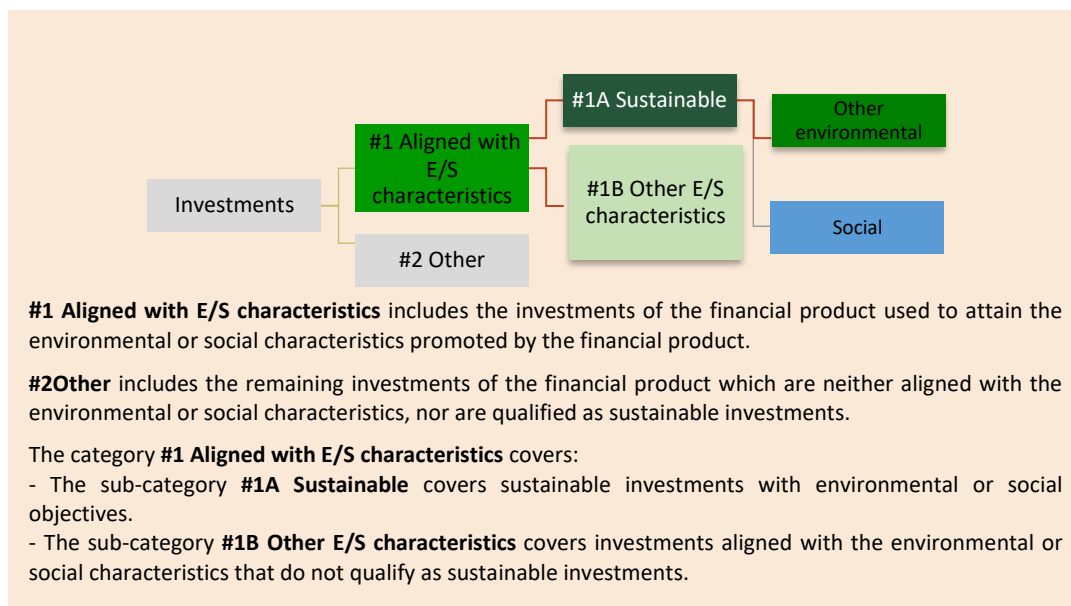 #1A Sustainable
Other
environmental
#1 Aligned with
E/S
characteristics
#1B Other E/S
characteristics
Investments
Social
#2 Other
#1 Aligned with E/S characteristics includes the investments of the financial product used to attain the
environmental or social characteristics promoted by the financial product.
#2Other includes the remaining investments of the financial product which are neither aligned with the
environmental or social characteristics, nor are qualified as sustainable investments.
The category #1 Aligned with E/S characteristics covers:
- The sub-category #1A Sustainable covers sustainable investments with environmental or social
objectives.
- The sub-category #1B Other E/S characteristics covers investments aligned with the environmental or
social characteristics that do not qualify as sustainable investments.